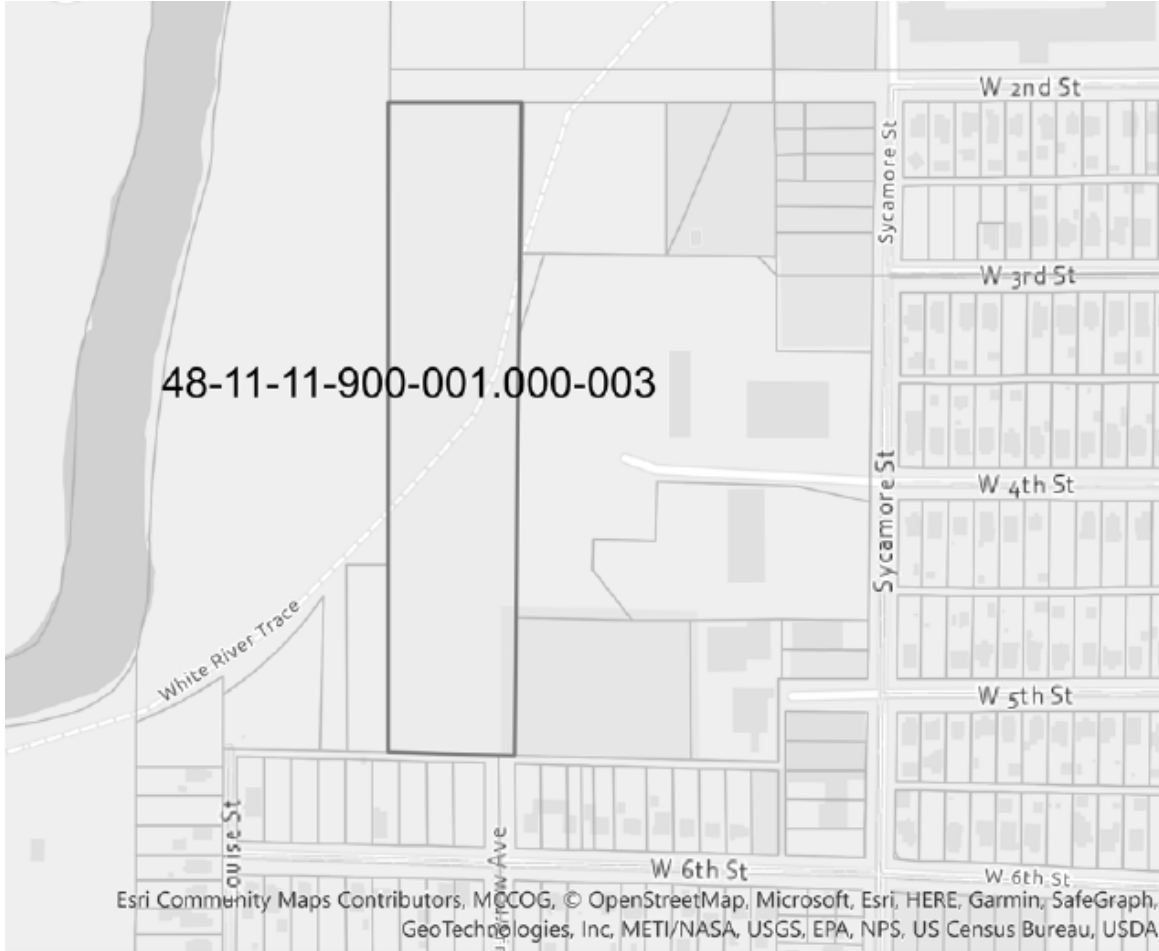 W 2nd St
Sycamore St
W 3rd St
48-11-11-900-001.000-003
Sycamore St
W 4th St
White River Trace
W 5th St
ouise St
W 6th St
W 6th St
Ave
Esri Community Maps Contributors, MCCOG, © OpenStreetMap, Microsoft, Esri, HERE, Garmin, SafeGraph,
GeoTechnologies, Inc, METI/NASA, USGS, EPA, NPS, US Census Bureau, USDA